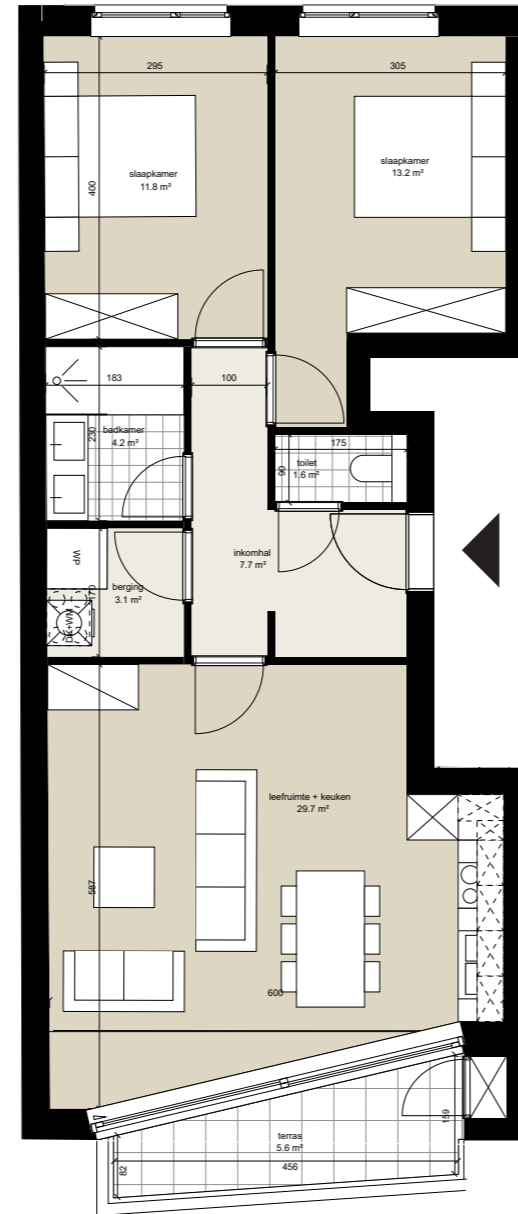 295
305
slaapkamer
11.8 m²
slaapkamer
13.2 m²
400
183
100
badkamer
4.2 m²
230
175
toilet
1.6 m²
90
WP
inkomhal
7.7 m²
berging
3.1 m²
170
DK+WM
leefruimte + keuken
29.7 m²
587
600
terras
5.6 m²
456
82
159